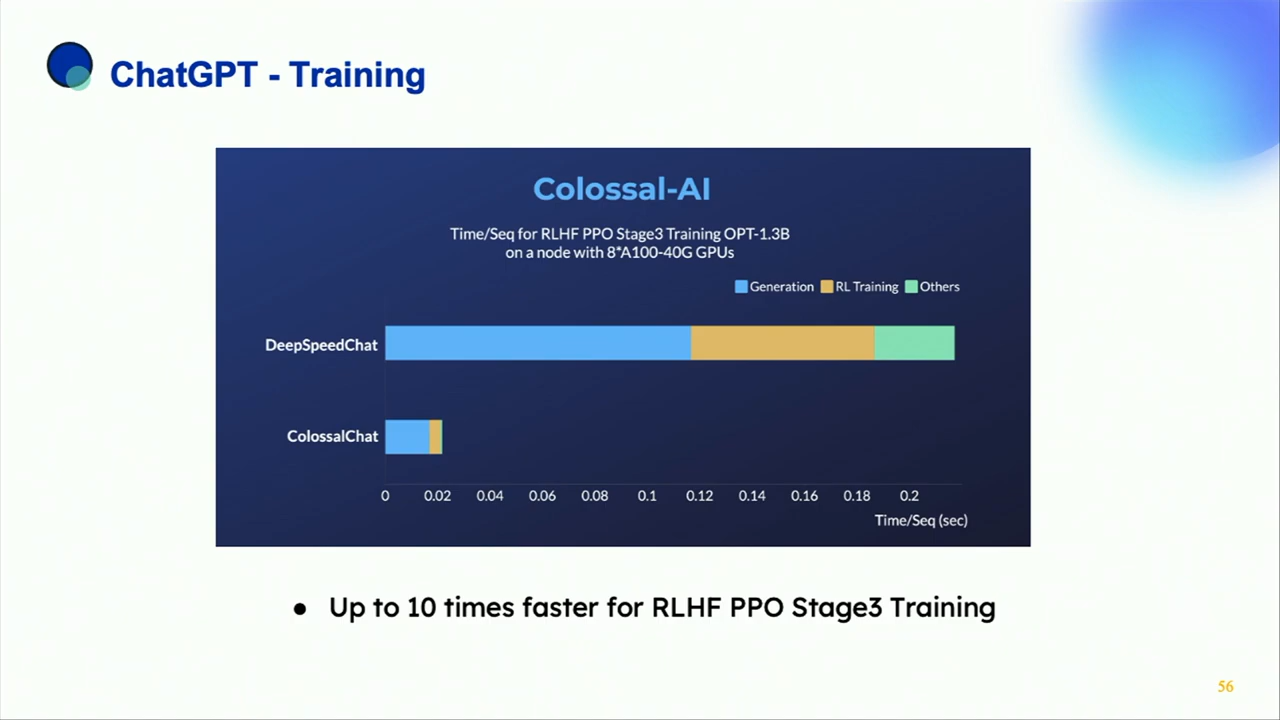 ChatGPT - Training
Colossal-AI
Time/Seq for RLHF PPO Stage3 Training OPT-1.3B
on a node with 8*A100-40G GPUs
Generation RL Training Others
DeepSpeedChat
ColossalChat
0 0.02 0.04 0.06 0.08 0.1 0.12 0.14 0.16 0.18 0.2
Time/Seq (sec)
● Up to 10 times faster for RLHF PPO Stage3 Training
56